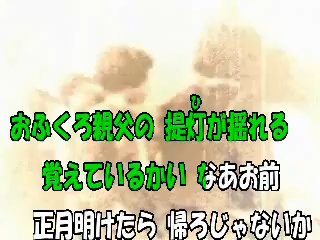 おふくろ親父の 提灯が揺れる
覚えているかい なあお前
正月明けたら 帰ろじゃないか